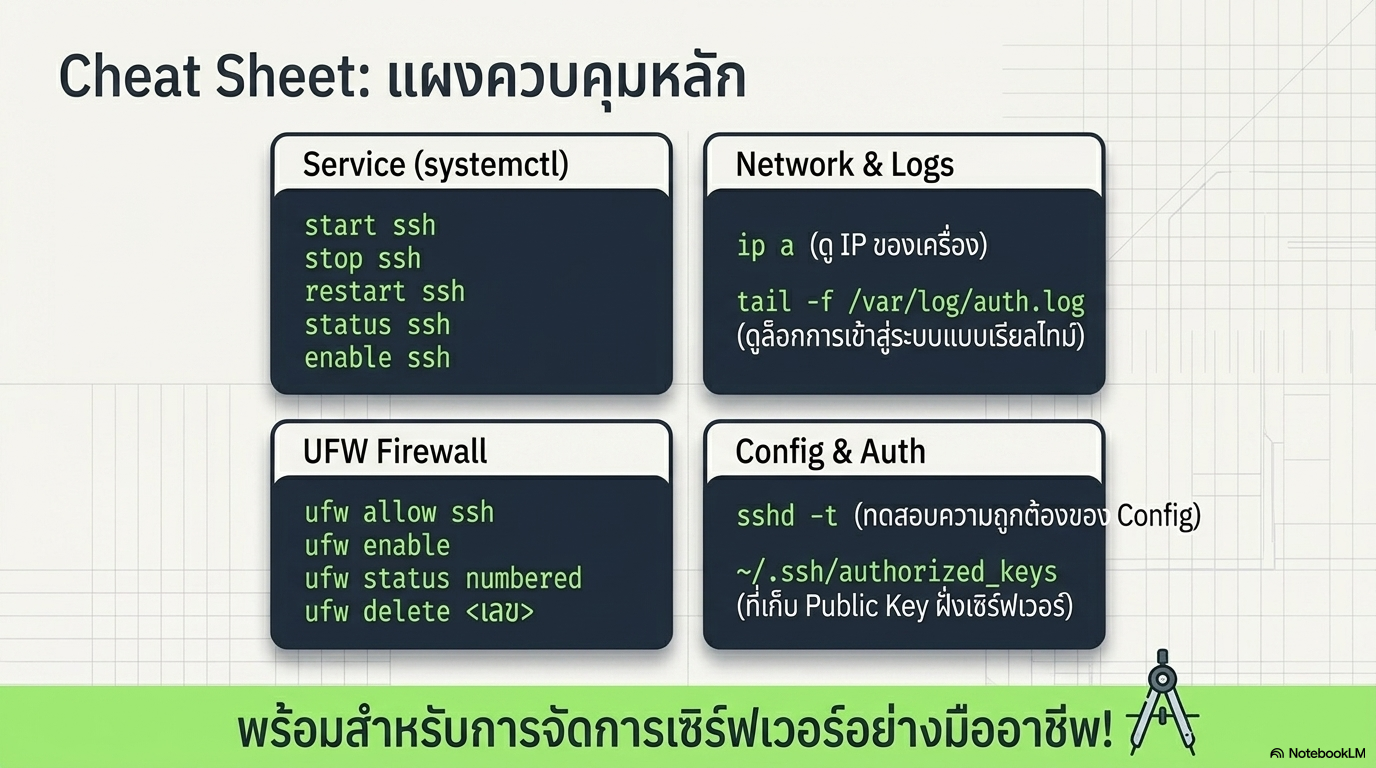 Cheat Sheet: แผงควบคุมหลัก
Service (systemctl)
start ssh
stop ssh
restart ssh
status ssh
enable ssh
Network & Logs
ip a (ดู IP ของเครื่อง)
tail -f /var/log/auth.log
(ดูล็อกการเข้าสู่ระบบแบบเรียลไทม์)
UFW Firewall
ufw allow ssh
ufw enable
ufw status numbered
ufw delete <เลข>
Config & Auth
sshd -t (ทดสอบความถูกต้องของ Config)
~/.ssh/authorized_keys
(ที่เก็บ Public Key ฝั่งเซิร์ฟเวอร์)
พร้อมสำหรับการจัดการเซิร์ฟเวอร์อย่างมืออาชีพ!
NotebookLM